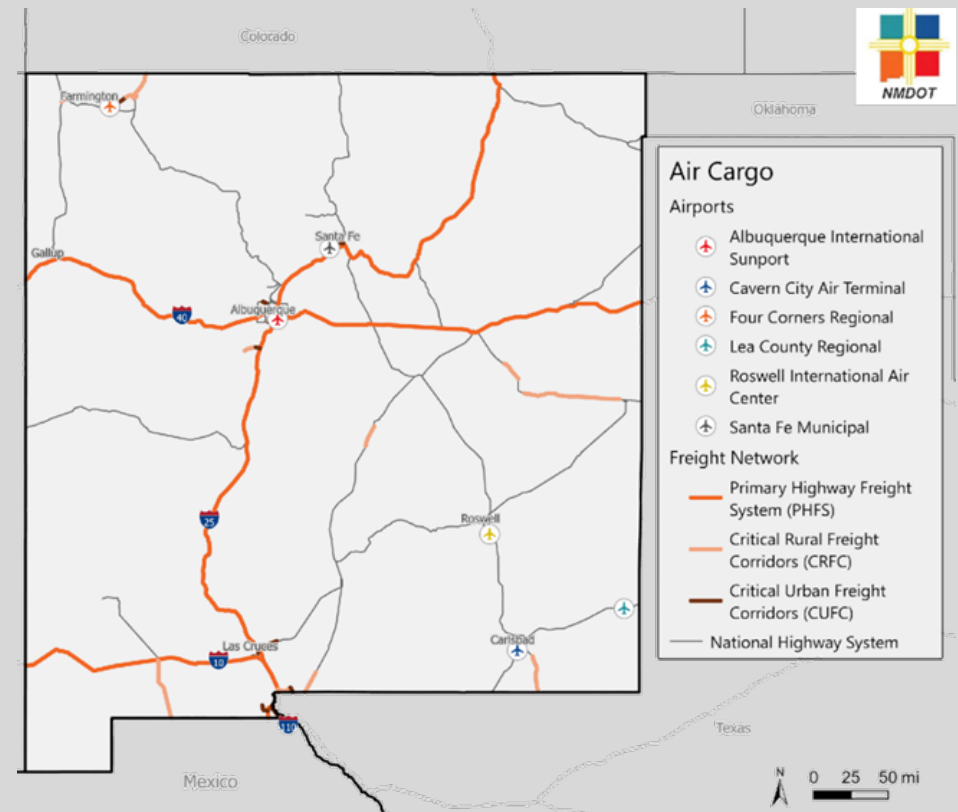 Colorado
NMDOT
Farmington
Oklahoma
Air Cargo
Airports
Albuquerque International
Sunport
Cavern City Air Terminal
Four Corners Regional
Lea County Regional
Roswell International Air
Center
Santa Fe Municipal
Freight Network
Primary Highway Freight
System (PHFS)
Critical Rural Freight
Corridors (CRFC)
Critical Urban Freight
Corridors (CUFC)
National Highway System
Santa Fe
Gallup
Albuquerque
40
25
Roswell
Las Cruces
10
Carlsbad
110
Texas
Mexico
N
0 25 50 mi